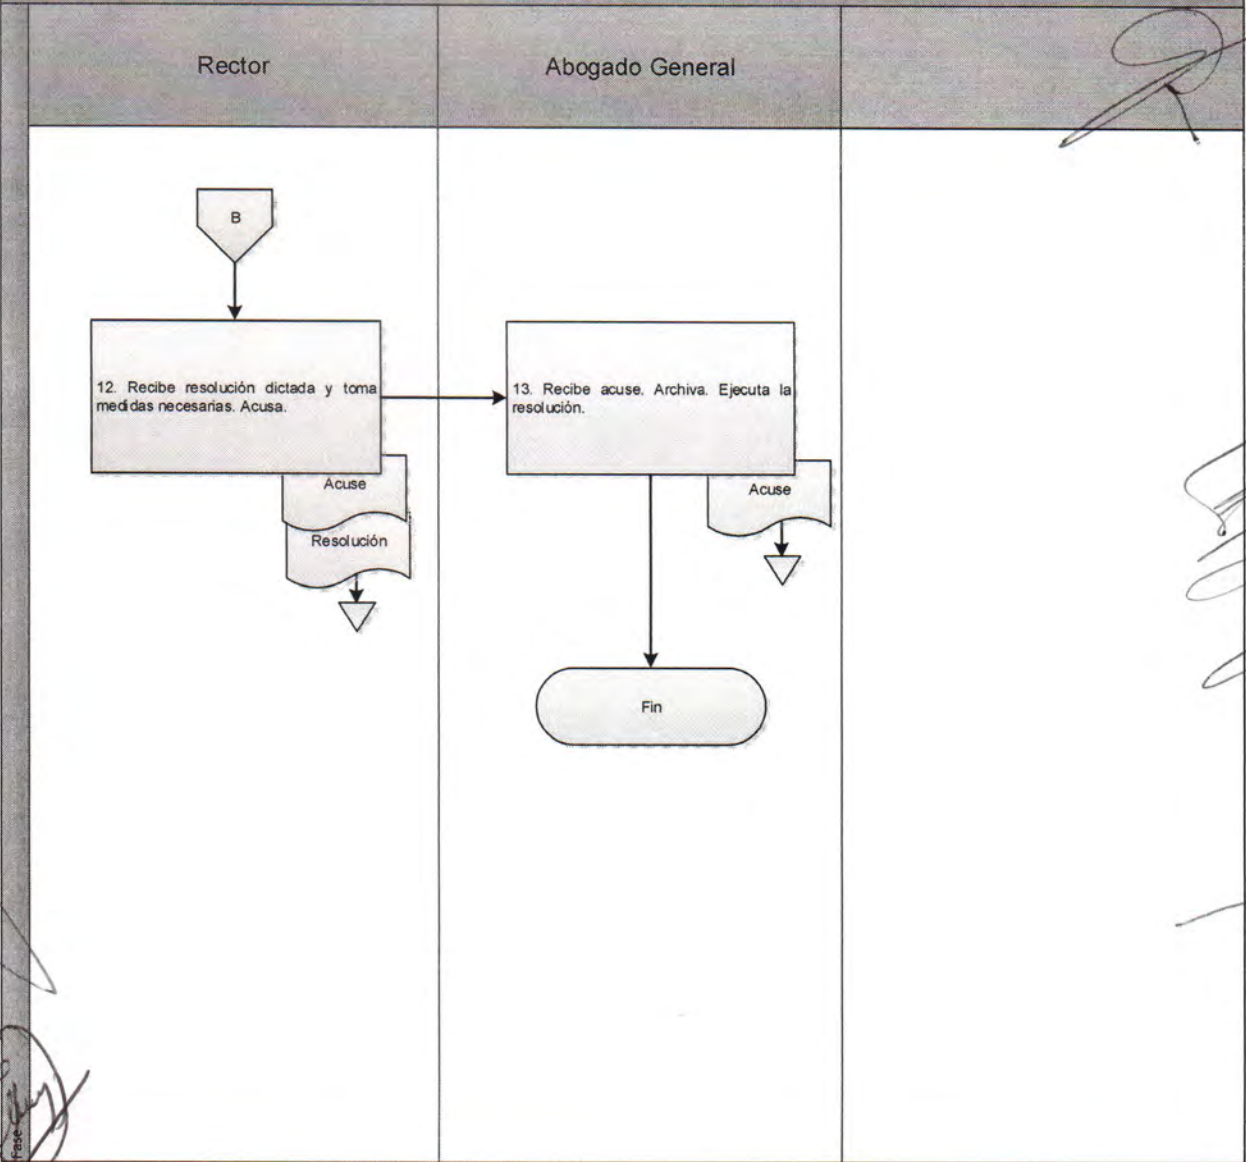 Rector
Abogado General
B
12. Recibe resolución dictada y toma
medidas necesarias. Acusa.
13. Recibe acuse. Archiva. Ejecuta la
resolución.
Acuse
Resolución
Acuse
Fin
Fase